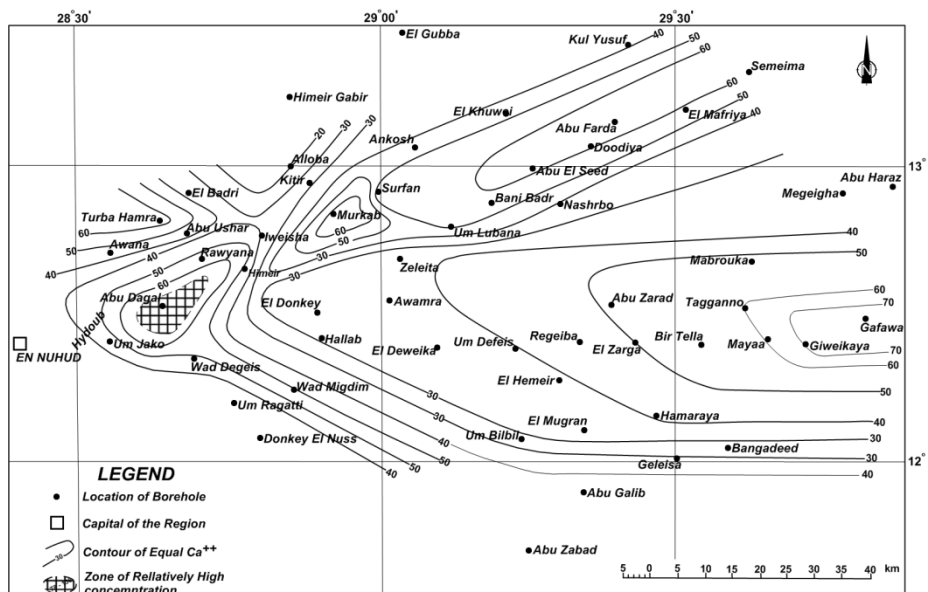 28°30' 29°00' 29°30'
El Gubba
Kul Yusuf
40
50
60
N
Semeima
Himeir Gabir
El Khuwei
El Mafriya
60
50
40
Abu Farda
20
30
30
Ankosh
Doodiya
Alloba
13°
Kitir
Abu El Seed
Abu Haraz
El Badri
Surfan
Megeigha
Bani Badr
Nashrbo
Turba Hamra
Murkab
60
Abu Ushar
Iweisha
Um Lubana
50
Awana
60
50
40
40
Rawyana
30
Zeleita
Mabrouka
40
50
60
Himeir
30
50
60
Abu Dagal
El Donkey
Awamra
Abu Zarad
Tagganno
70
Gafawa
Hydoub
Um Jako
Hallab
El Deweika
Um Defeis
Regeiba
El Zarga
Bir Tella
Mayaa
Giweikaya
70
EN NUHUD
60
Wad Degeis
El Hemeir
50
Wad Migdim
30
Um Ragatti
El Mugran
Hamaraya
40
Um Bilbil
30
Donkey El Nuss
Bangadeed
50
50
40
Geleisa
30
12°
40
LEGEND
Location of Borehole
Abu Galib
Capital of the Region
30
Contour of Equal Ca++
Abu Zabad
Zone of Rellatively High
concemntration
5 0 5 10 15 20 25 30 35 40 km